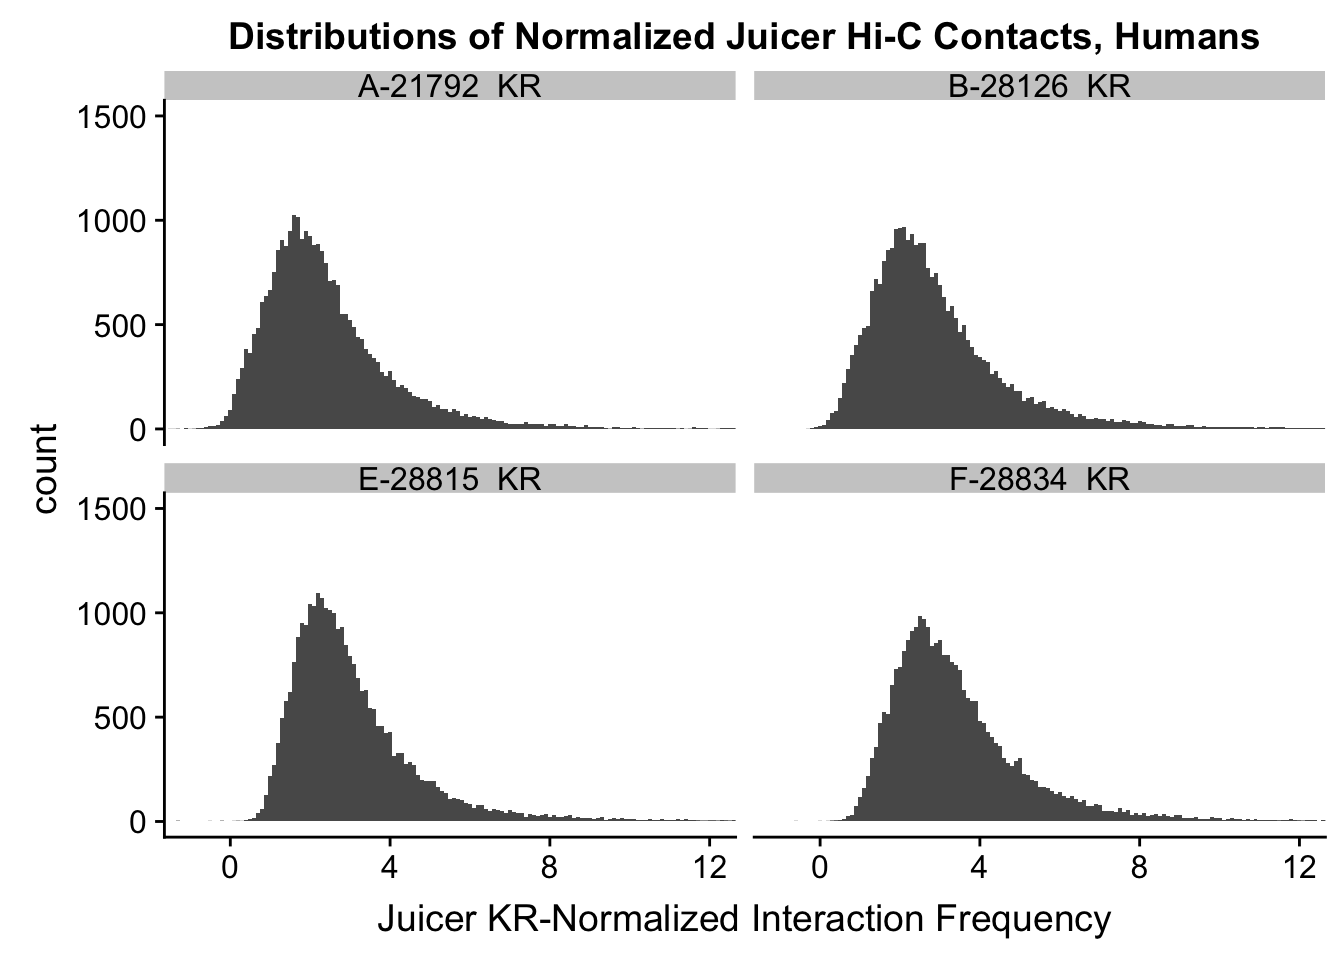 Distributions of Normalized Juicer Hi-C Contacts, Humans
A-21792 KR
B-28126 KR
1500
1000
500
0
count
E-28815 KR
F-28834 KR
1500
1000
500
0
0 4 8 12
0 4 8 12
Juicer KR-Normalized Interaction Frequency